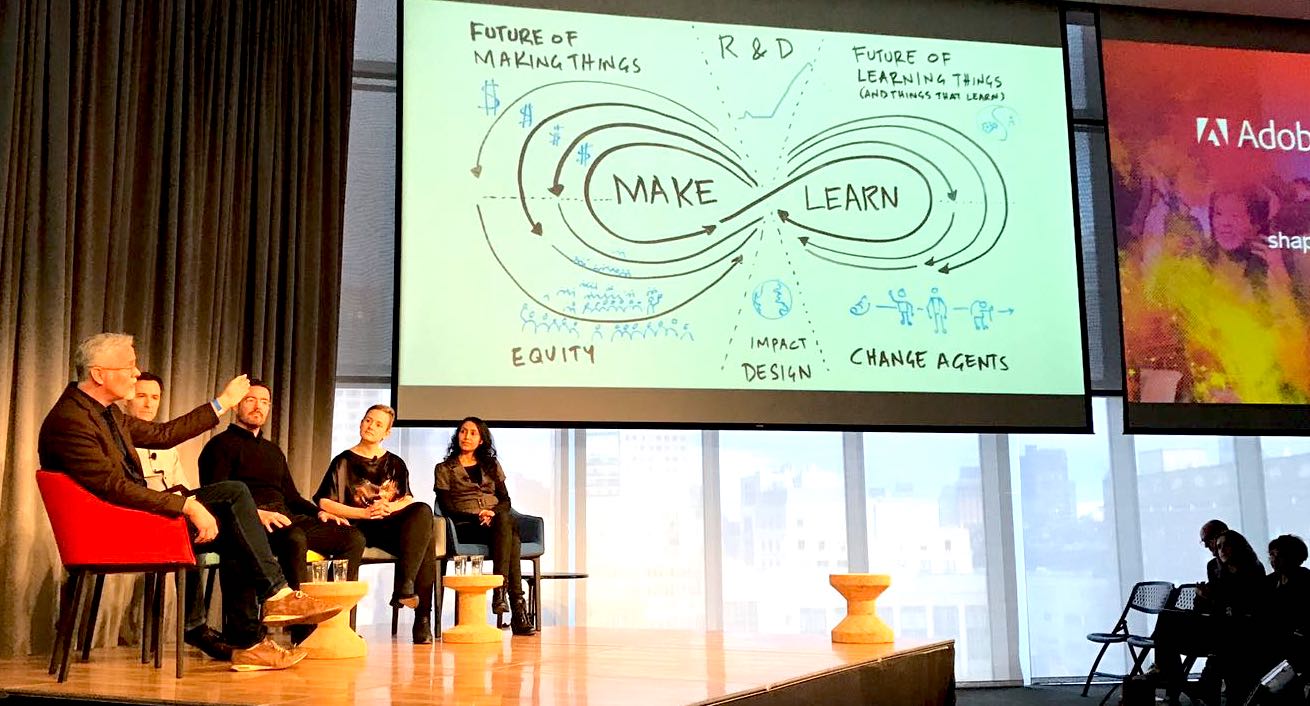 FUTURE OF
MAKING THINGS
R & D
FUTURE OF
LEARNING THINGS
(AND THINGS THAT LEARN)
$
$
$
$
MAKE
LEARN
EQUITY
IMPACT
DESIGN
CHANGE AGENTS
Adob
shap